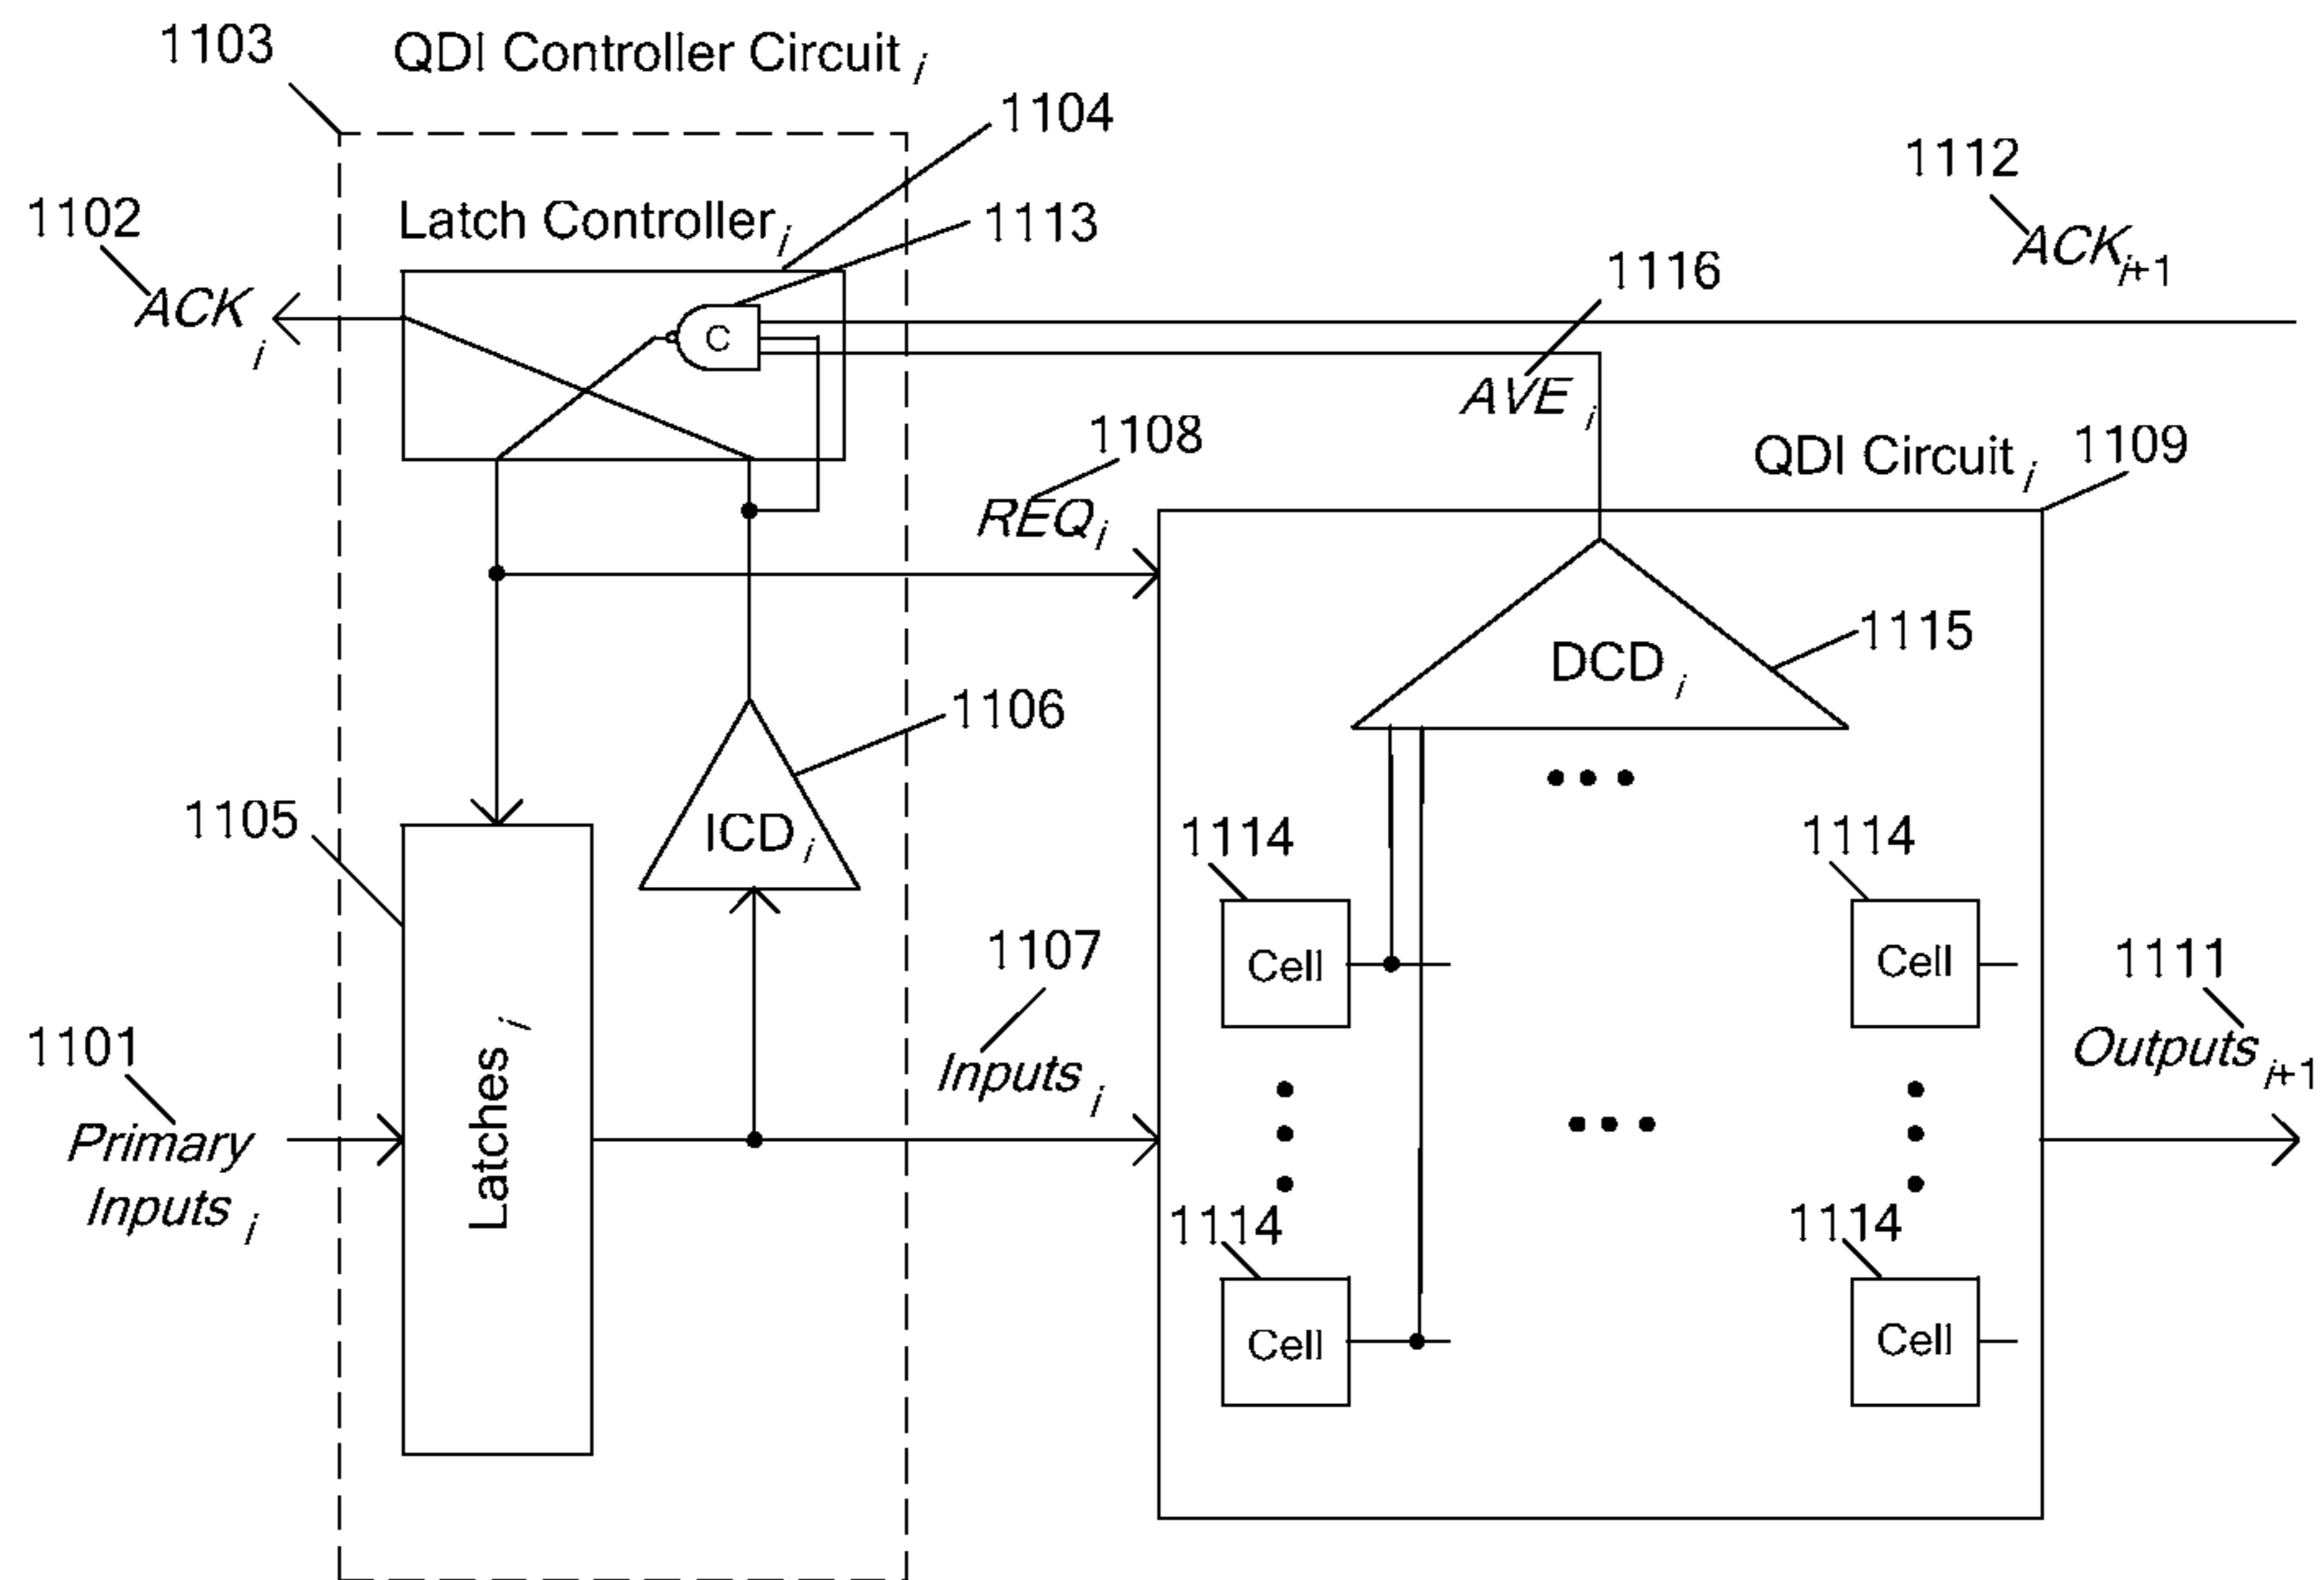 1103
QDI Controller Circuit i
1104
1112
ACK i+1
1102
ACK i
Latch Controller i
1113
C
1116
AVE i
1108
REQ i
QDI Circuit i
1109
DCD i
1115
1106
ICD i
1105
Latches i
1114
Cell
1114
Cell
1107
Inputs i
1111
Outputs i+1
1101
Primary
Inputs i
1114
Cell
1114
Cell